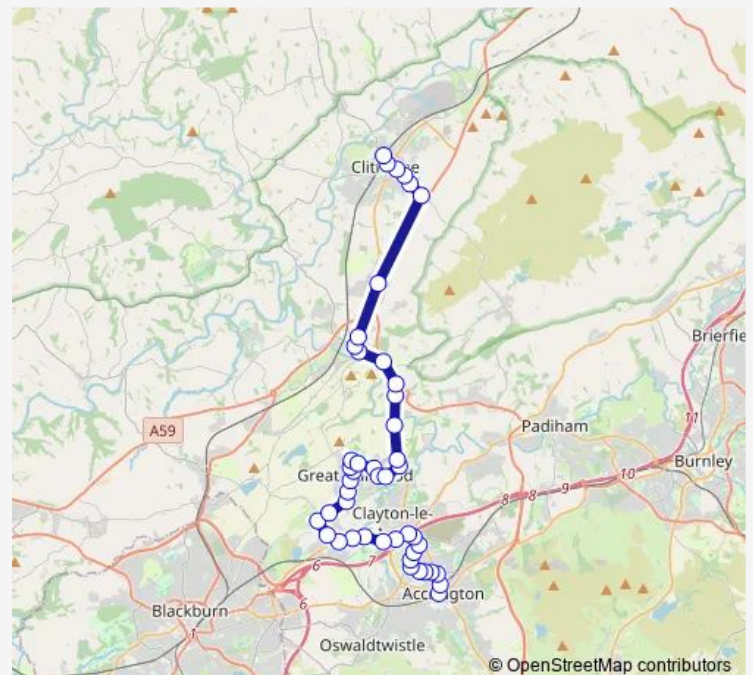 Brierfie
A59
Padiham
11
Burnley
Great
d
10
9
8
8
Clayton-le-
7
6
6
Blackburn
1
Accrington
Oswaldtwistle
© OpenStreetMap contributors